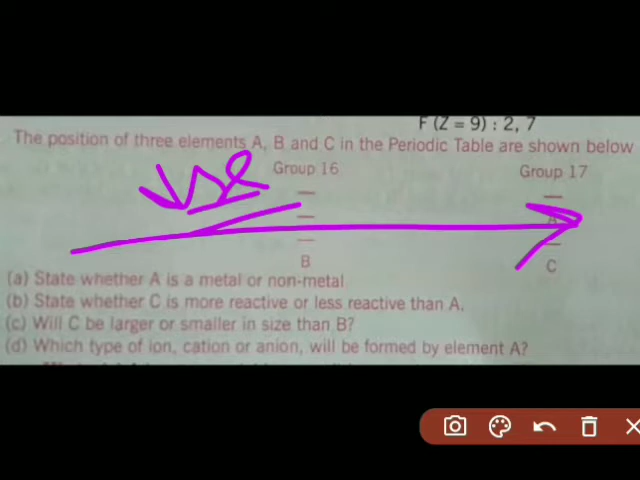 F (Z = 9) : 2, 7
The position of three elements A, B and C in the Periodic Table are shown below
Group 16 Group 17
A
B C
(a) State whether A is a metal or non-metal
(b) State whether C is more reactive or less reactive than A.
(c) Will C be larger or smaller in size than B?
(d) Which type of ion, cation or anion, will be formed by element A?